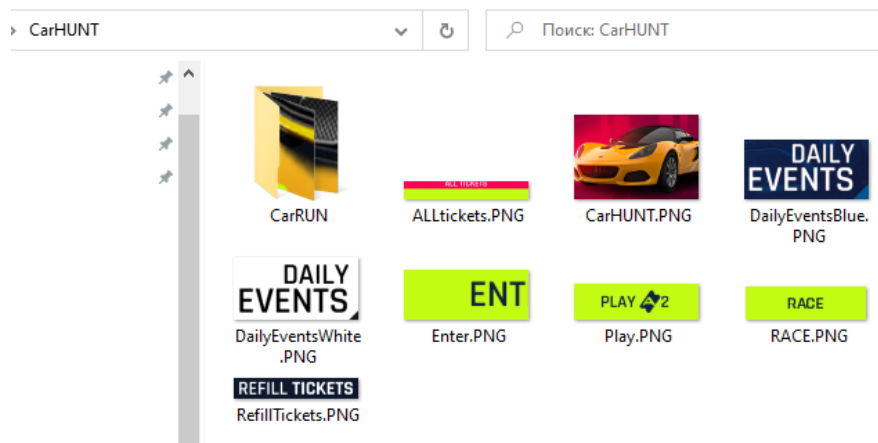 CarHUNT
Поиск: CarHUNT
ALL TICKETS
DAILY
EVENTS
CarRUN
ALLtickets.PNG
CarHUNT.PNG
DailyEventsBlue.
PNG
DAILY
EVENTS
ENT
PLAY 2
RACE
DailyEventsWhite
.PNG
Enter.PNG
Play.PNG
RACE.PNG
REFILL TICKETS
RefillTickets.PNG